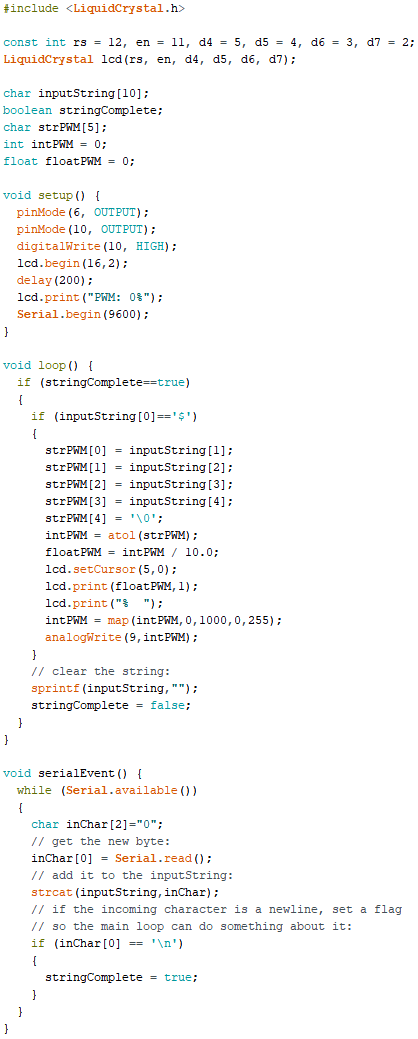 #include <LiquidCrystal.h>

const int rs = 12, en = 11, d4 = 5, d5 = 4, d6 = 3, d7 = 2;
LiquidCrystal lcd(rs, en, d4, d5, d6, d7);

char inputString[10];
boolean stringComplete;
char strPWM[5];
int intPWM = 0;
float floatPWM = 0;

void setup() {
  pinMode(6, OUTPUT);
  pinMode(10, OUTPUT);
  digitalWrite(10, HIGH);
  lcd.begin(16,2);
  delay(200);
  lcd.print("PWM: 0%");
  Serial.begin(9600);
}

void loop() {
  if (stringComplete==true)
  {
    if (inputString[0]=='$')
    {
      strPWM[0] = inputString[1];
      strPWM[1] = inputString[2];
      strPWM[2] = inputString[3];
      strPWM[3] = inputString[4];
      strPWM[4] = '\0';
      intPWM = atol(strPWM);
      floatPWM = intPWM / 10.0;
      lcd.setCursor(5,0);
      lcd.print(floatPWM,1);
      lcd.print("%  ");
      intPWM = map(intPWM,0,1000,0,255);
      analogWrite(9,intPWM);
    }
    // clear the string:
    sprintf(inputString,"");
    stringComplete = false;
  }
}

void serialEvent() {
  while (Serial.available())
  {
    char inChar[2]="0";
    // get the new byte:
    inChar[0] = Serial.read();
    // add it to the inputString:
    strcat(inputString,inChar);
    // if the incoming character is a newline, set a flag
    // so the main loop can do something about it:
    if (inChar[0] == '\n')
    {
      stringComplete = true;
    }
  }
}